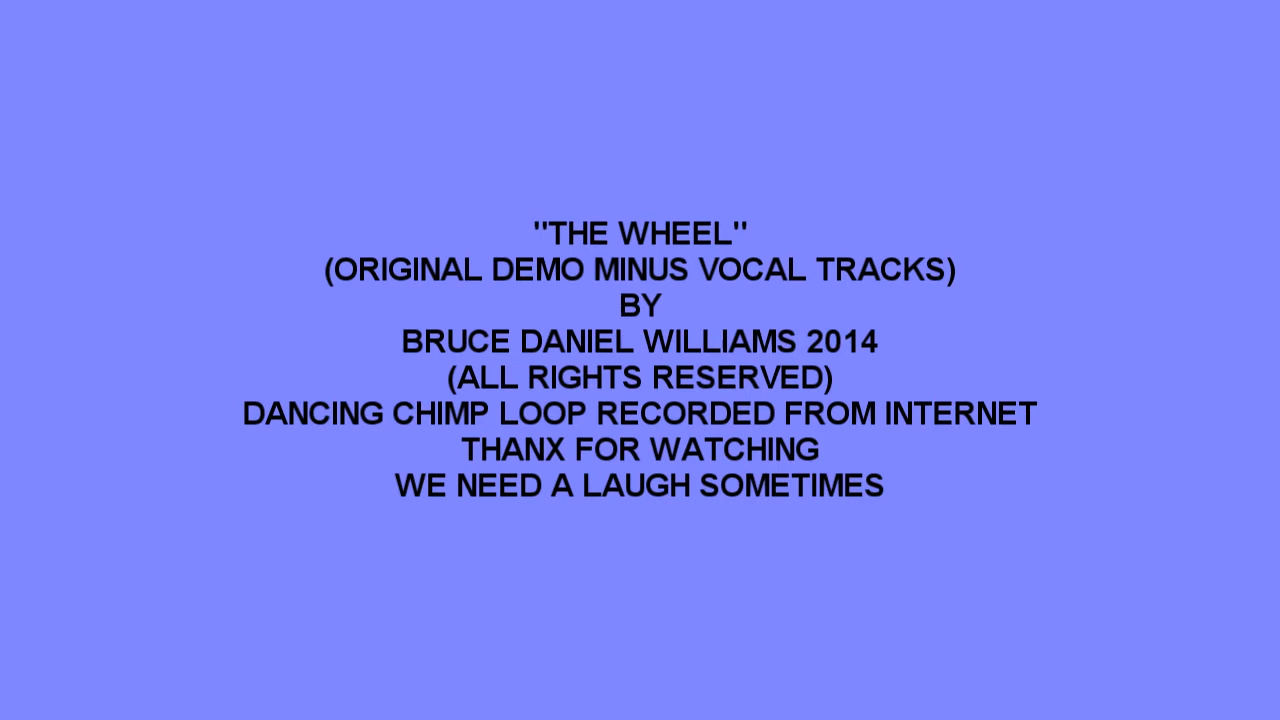 "THE WHEEL"
(ORIGINAL DEMO MINUS VOCAL TRACKS)
BY
BRUCE DANIEL WILLIAMS 2014
(ALL RIGHTS RESERVED)
DANCING CHIMP LOOP RECORDED FROM INTERNET
THANX FOR WATCHING
WE NEED A LAUGH SOMETIMES